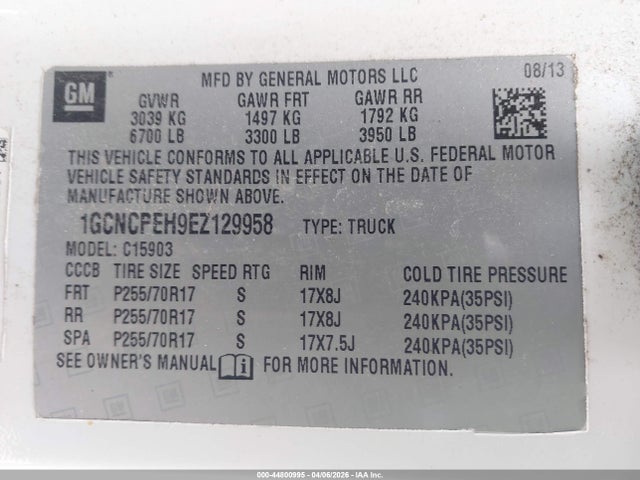 GM
MFD BY GENERAL MOTORS LLC 08/13
GVWR GAWR FRT GAWR RR
3039 KG 1497 KG 1792 KG
6700 LB 3300 LB 3950 LB
THIS VEHICLE CONFORMS TO ALL APPLICABLE U.S. FEDERAL MOTOR
VEHICLE SAFETY STANDARDS IN EFFECT ON THE DATE OF
MANUFACTURE SHOWN ABOVE.
1GCNCPEH9EZ129958 TYPE: TRUCK
MODEL: C15903
CCCB TIRE SIZE SPEED RTG RIM COLD TIRE PRESSURE
FRT P255/70R17 S 17X8J 240KPA(35PSI)
RR P255/70R17 S 17X8J 240KPA(35PSI)
SPA P255/70R17 S 17X7.5J 240KPA(35PSI)
SEE OWNER'S MANUAL FOR MORE INFORMATION.
000-44800995 - 04/06/2026 - IAA Inc.